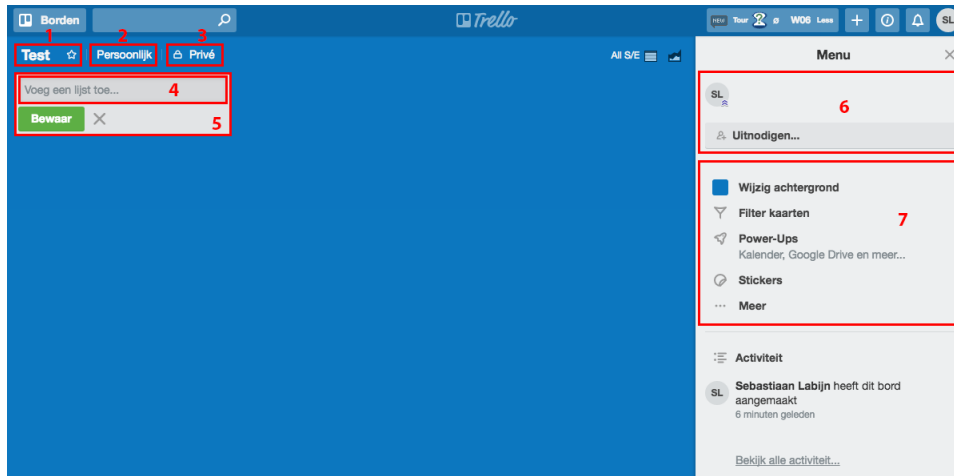 Borden
Trello
NEW Tour ø W06 Less
SL
1 2 3
Test Persoonlijk Privé
All S/E
Menu
Voeg een lijst toe... 4
Bewaar 5
SL
6
Uitnodigen...
Wijzig achtergrond
Filter kaarten
7
Power-Ups
Kalender, Google Drive en meer...
Stickers
Meer
Activiteit
SL
Sebastiaan Labijn heeft dit bord
aangemaakt
6 minuten geleden
Bekijk alle activiteit...